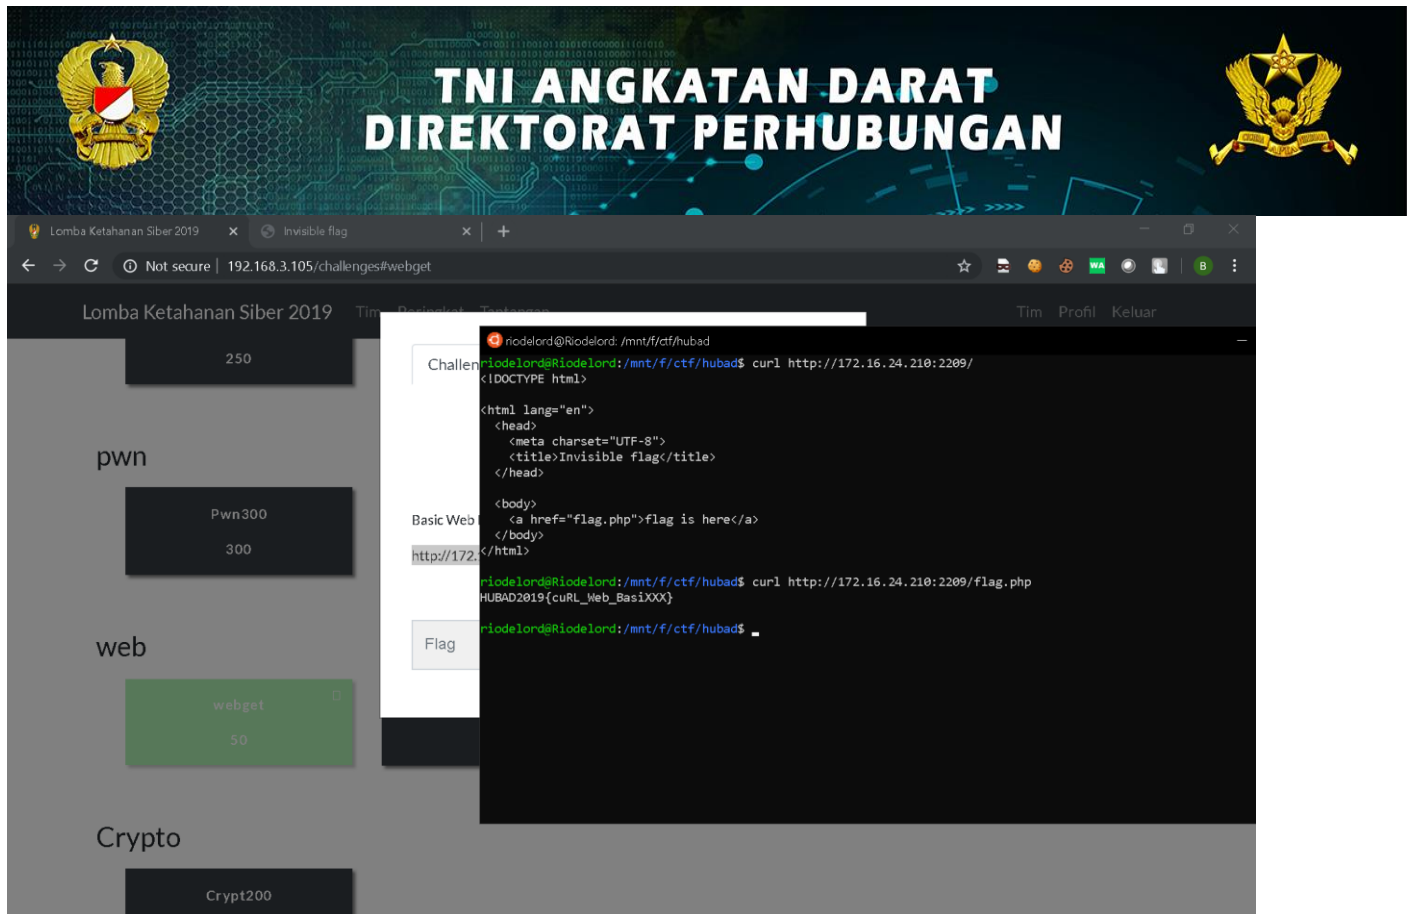 TNI ANGKATAN DARAT
DIREKTORAT PERHUBUNGAN
Lomba Ketahanan Siber 2019
Invisible flag
Not secure | 192.168.3.105/challenges#webget
WA
B
Lomba Ketahanan Siber 2019 Tim Peringkat Tantangan Tim Profil Keluar
250
pwn
Pwn300
300
web
webget
50
Crypto
Crypt200
Challen
Basic Web
http://172.
Flag
riodelord@Riodelord: /mnt/f/ctf/hubad
riodelord@Riodelord:/mnt/f/ctf/hubad$ curl http://172.16.24.210:2209/
<!DOCTYPE html>
<html lang="en">
<head>
<meta charset="UTF-8">
<title>Invisible flag</title>
</head>
<body>
<a href="flag.php">flag is here</a>
</body>
</html>
riodelord@Riodelord:/mnt/f/ctf/hubad$ curl http://172.16.24.210:2209/flag.php
HUBAD2019{cuRL_Web_BasiXXX}
riodelord@Riodelord:/mnt/f/ctf/hubad$